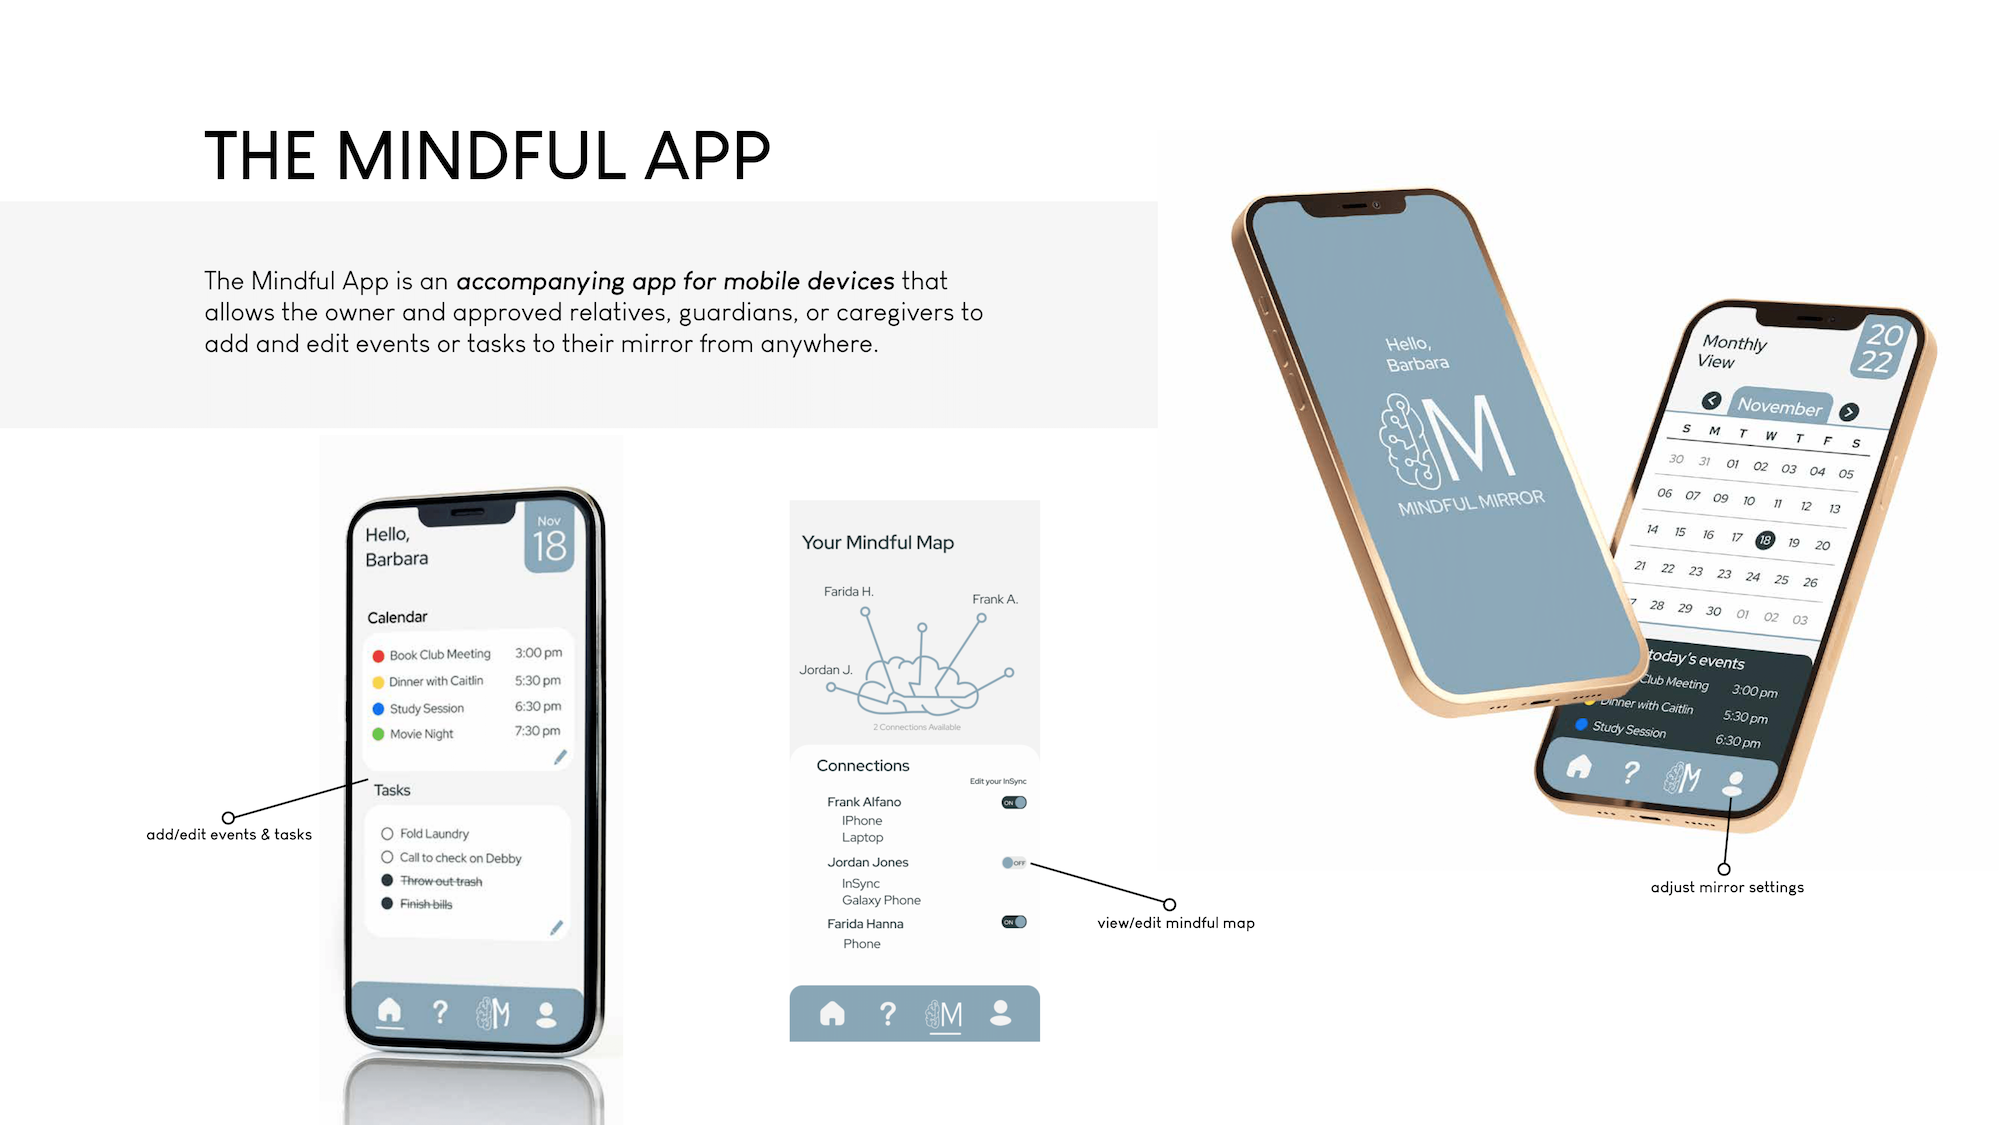 THE MINDFUL APP
The Mindful App is an accompanying app for mobile devices that
allows the owner and approved relatives, guardians, or caregivers to
add and edit events or tasks to their mirror from anywhere.
Hello,
Barbara
Nov
18
Calendar
Book Club Meeting 3:00 pm
Dinner with Caitlin 5:30 pm
Study Session 6:30 pm
Movie Night 7:30 pm
Tasks
Fold Laundry
Call to check on Debby
Throw out trash
Finish bills
?
M
add/edit events & tasks
Your Mindful Map
Farida H.
Frank A.
Jordan J.
2 Connections Available
Connections
Edit your InSync
Frank Alfano ON
IPhone
Laptop
Jordan Jones OFF
InSync
Galaxy Phone
Farida Hanna ON
Phone
?
M
view/edit mindful map
Hello,
Barbara
M
MINDFUL MIRROR
Monthly
View
20
22
< November >
S M T W T F S
30 31 01 02 03 04 05
06 07 09 10 11 12 13
14 15 16 17 18 19 20
21 22 23 23 24 25 26
7 28 29 30 01 02 03
today's events
Club Meeting 3:00 pm
Dinner with Caitlin 5:30 pm
Study Session 6:30 pm
?
M
adjust mirror settings